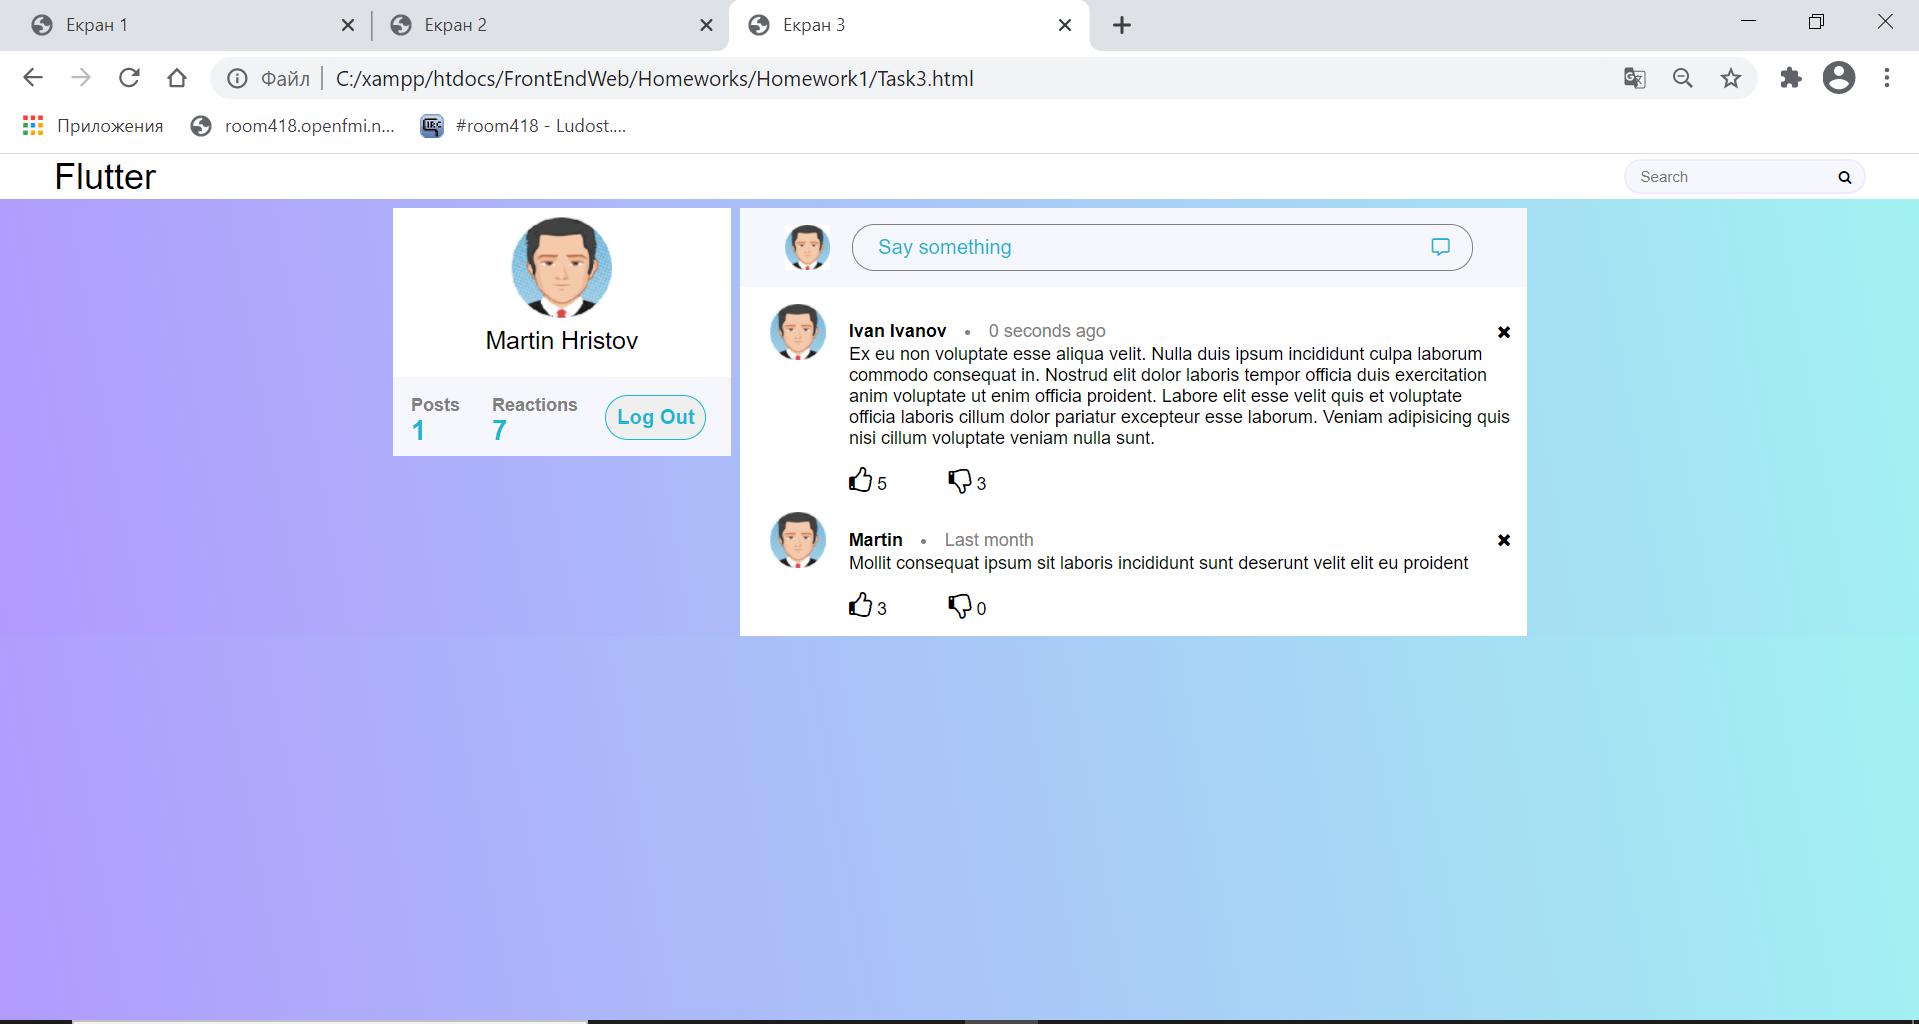 Екран 1
Екран 2
Екран 3
Файл
C:/xampp/htdocs/FrontEndWeb/Homeworks/Homework1/Task3.html
Приложения
room418.openfmi.n...
IRC
#room418 - Ludost....
Flutter
Search
Martin Hristov
Posts
1
Reactions
7
Log Out
Say something
Ivan Ivanov • 0 seconds ago
Ex eu non voluptate esse aliqua velit. Nulla duis ipsum incididunt culpa laborum
commodo consequat in. Nostrud elit dolor laboris tempor officia duis exercitation
anim voluptate ut enim officia proident. Labore elit esse velit quis et voluptate
officia laboris cillum dolor pariatur excepteur esse laborum. Veniam adipisicing quis
nisi cillum voluptate veniam nulla sunt.
5
3
Martin • Last month
Mollit consequat ipsum sit laboris incididunt sunt deserunt velit elit eu proident
3
0